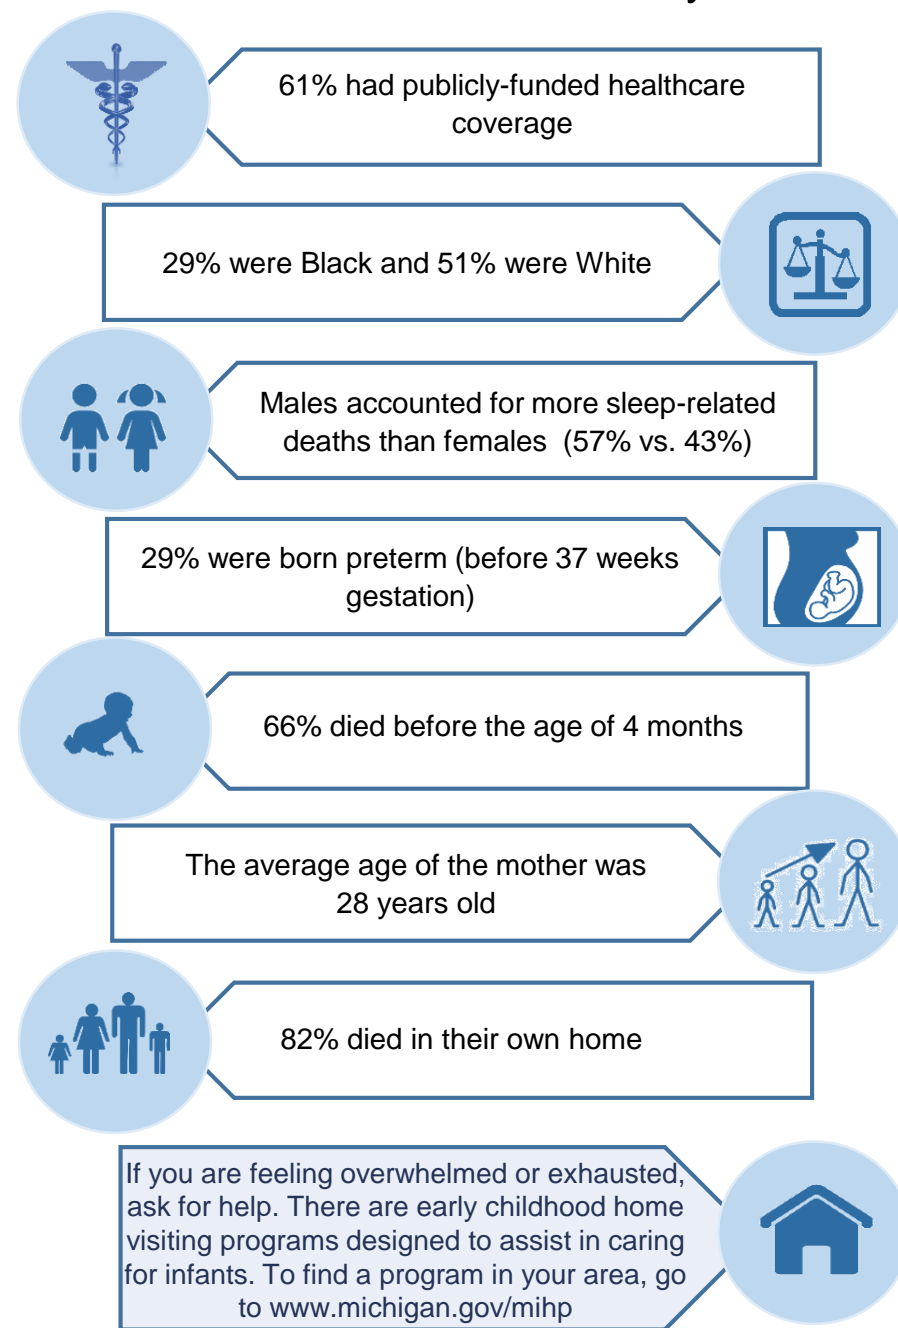 61% had publicly-funded healthcare
coverage
29% were Black and 51% were White
Males accounted for more sleep-related
deaths than females (57% vs. 43%)
29% were born preterm (before 37 weeks
gestation)
66% died before the age of 4 months
The average age of the mother was
28 years old
82% died in their own home
If you are feeling overwhelmed or exhausted,
ask for help. There are early childhood home
visiting programs designed to assist in caring
for infants. To find a program in your area, go
to www.michigan.gov/mihp